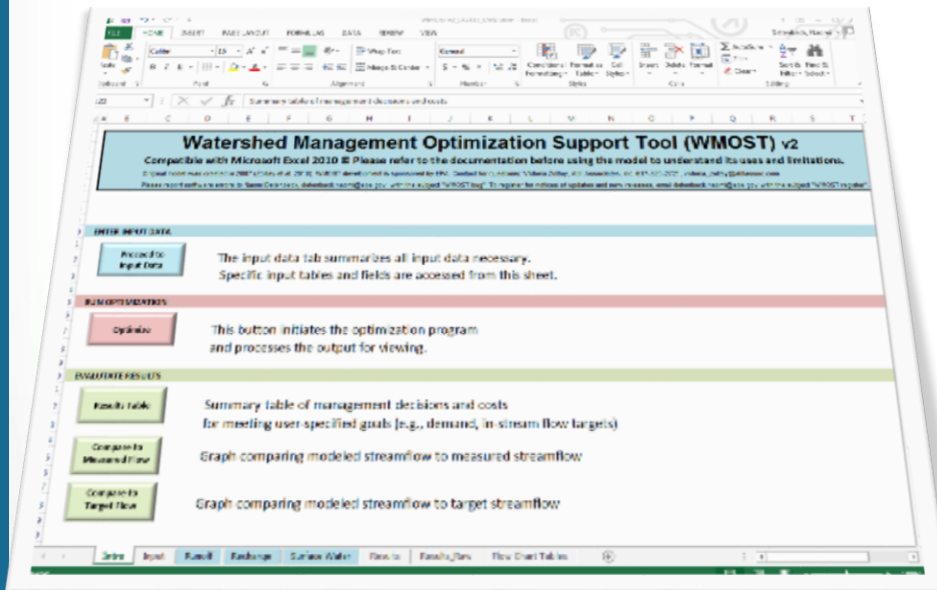 FILE HOME INSERT PAGE LAYOUT FORMULAS DATA REVIEW VIEW
Calibri Wrap Text General
Merge & Center Conditional Format as Cell Insert Delete Format Clear Sort & Find &
Formatting Table Styles Filter Select
Font Alignment Number Styles Cells Editing
Summary table of management decisions and costs
Watershed Management Optimization Support Tool (WMOST) v2
Compatible with Microsoft Excel 2010 © Please refer to the documentation before using the model to understand its uses and limitations.
ENTER INPUT DATA
Proceed to
Input Data
The input data tab summarizes all input data necessary.
Specific input tables and fields are accessed from this sheet.
RUN OPTIMIZATION
Optimize
This button initiates the optimization program
and processes the output for viewing.
EVALUTATE RESULTS
Results Table
Summary table of management decisions and costs
for meeting user-specified goals (e.g., demand, in-stream flow targets)
Compare to
Measured Flow
Graph comparing modeled streamflow to measured streamflow
Compare to
Target Flow
Graph comparing modeled streamflow to target streamflow
Intro Input Runoff Recharge Surface Water Results Results_Raw Flow Chart Tables